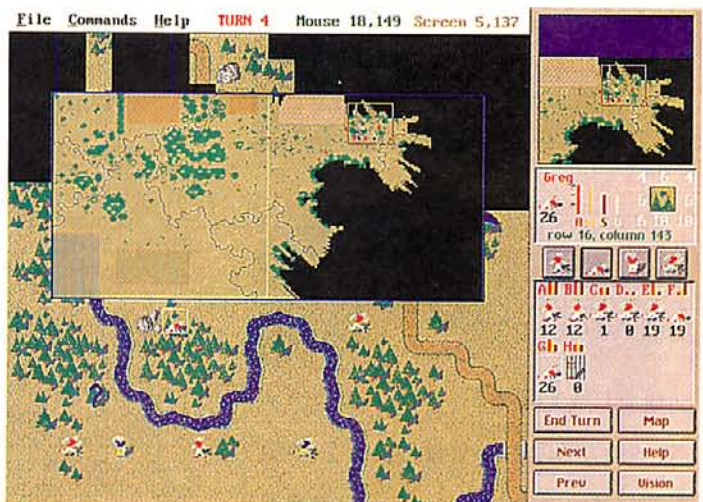 File Commands Help TURN 4 Mouse 18,149 Screen 5,137
Greg
26
A S
row 16, column 143
A B C D.. E. F.
12 12 1 0 19 19
G H
26 0
End Turn Map
Next Help
Prev Vision